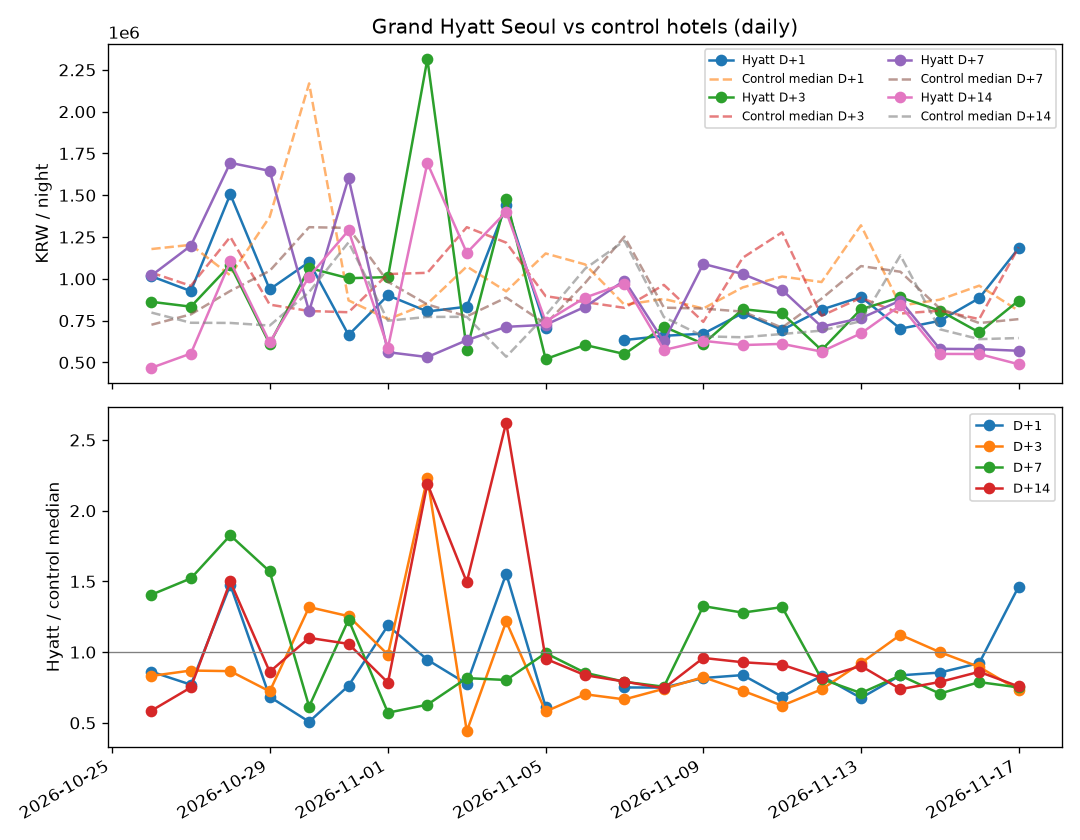 Grand Hyatt Seoul vs control hotels (daily)
1e6
KRW / night
2.25
2.00
1.75
1.50
1.25
1.00
0.75
0.50
Hyatt D+1
Control median D+1
Hyatt D+3
Control median D+3
Hyatt D+7
Control median D+7
Hyatt D+14
Control median D+14
Hyatt / control median
2.5
2.0
1.5
1.0
0.5
D+1
D+3
D+7
D+14
2026-10-25
2026-10-29
2026-11-01
2026-11-05
2026-11-09
2026-11-13
2026-11-17